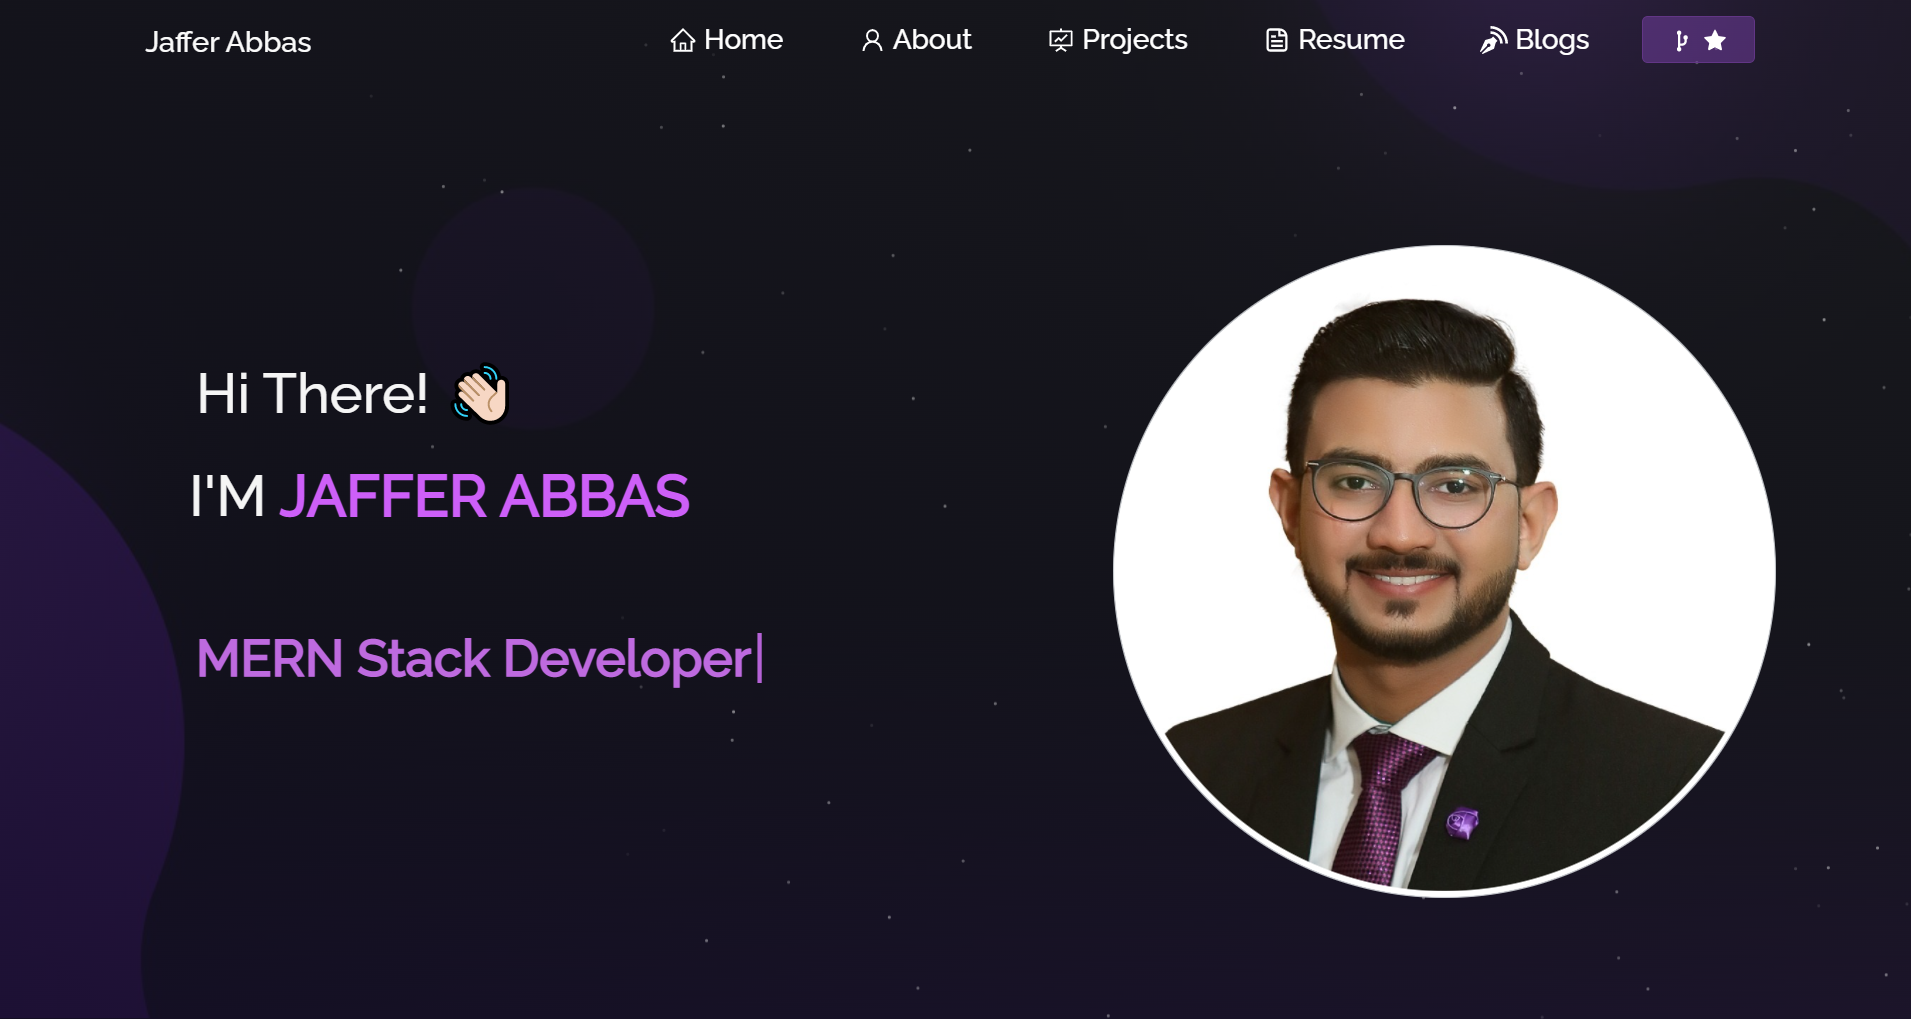 Jaffer Abbas
Home
About
Projects
Resume
Blogs
Hi There!
I'M JAFFER ABBAS
MERN Stack Developer|